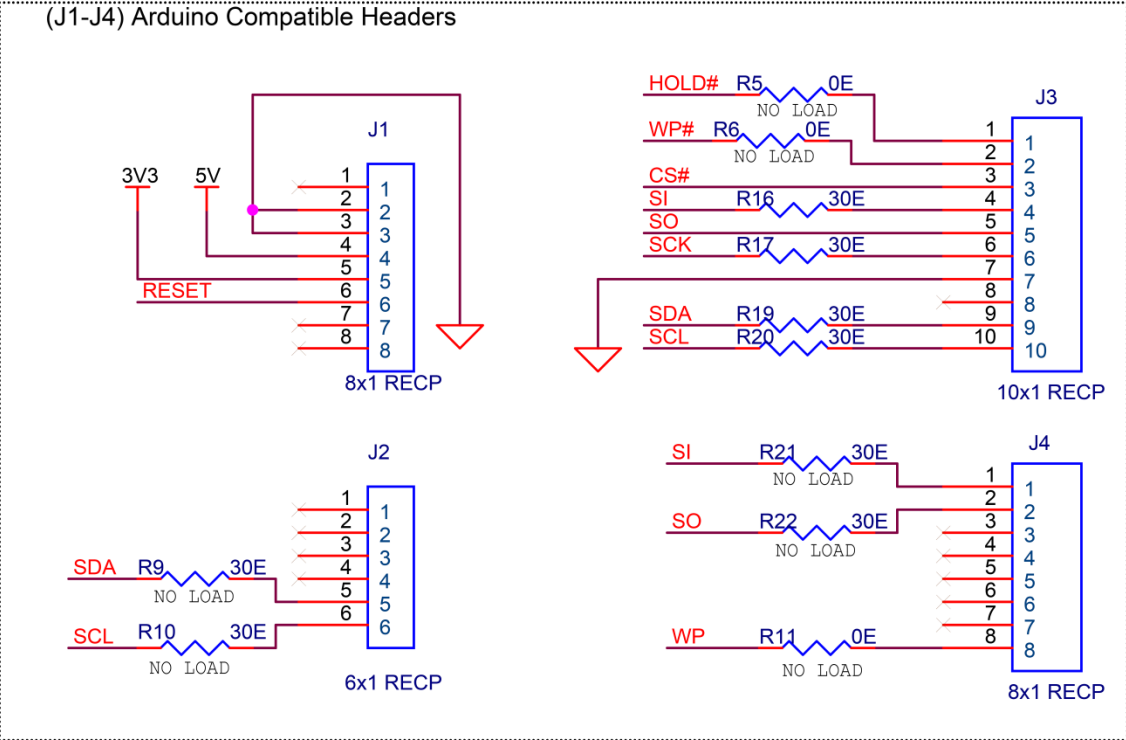 (J1-J4) Arduino Compatible Headers
J1
3V3 5V
RESET
1 1
2 2
3 3
4 4
5 5
6 6
7 7
8 8
8x1 RECP
J3
HOLD# R5 0E
NO LOAD
WP# R6 0E
NO LOAD
CS#
SI R16 30E
SO
SCK R17 30E
SDA R19 30E
SCL R20 30E
1 1
2 2
3 3
4 4
5 5
6 6
7 7
8 8
9 9
10 10
10x1 RECP
J2
1 1
2 2
3 3
4 4
5 5
6 6
SDA R9 30E
NO LOAD
SCL R10 30E
NO LOAD
6x1 RECP
J4
SI R21 30E
NO LOAD
SO R22 30E
NO LOAD
WP R11 0E
NO LOAD
1 1
2 2
3 3
4 4
5 5
6 6
7 7
8 8
8x1 RECP